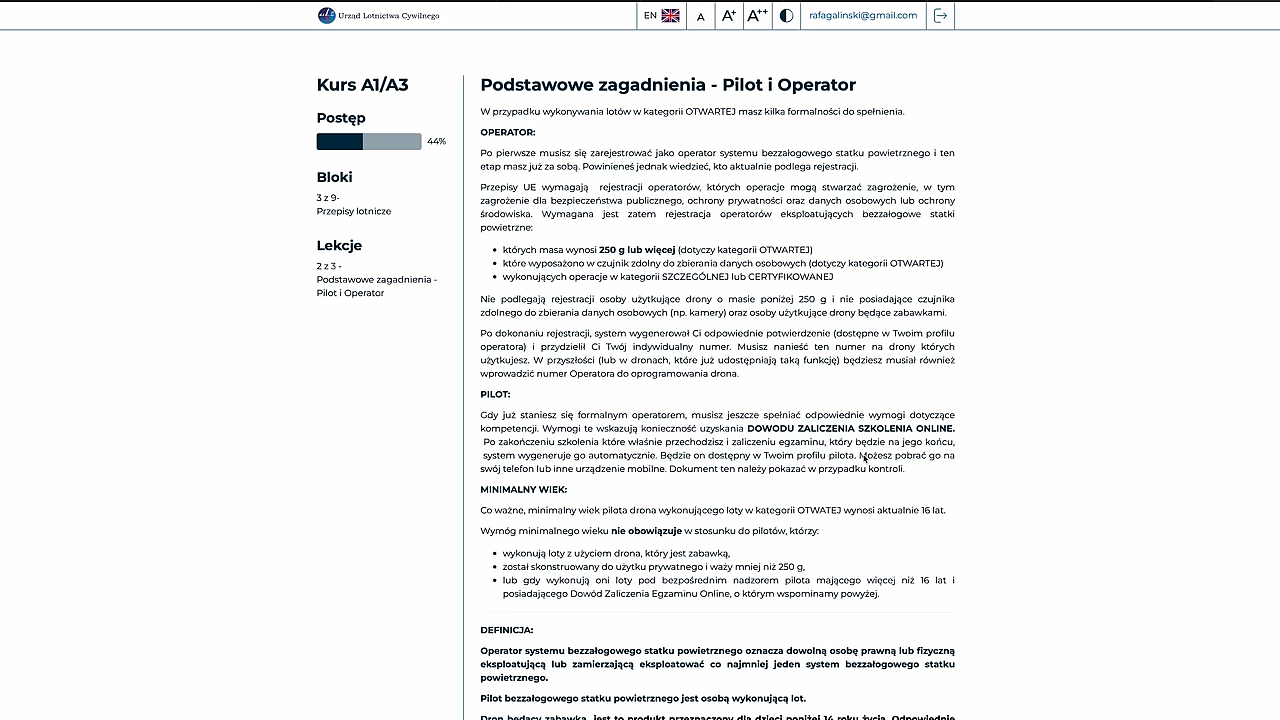 Urząd Lotnictwa Cywilnego
EN
A
A+
A++
rafagalinski@gmail.com
Kurs A1/A3
Postęp
44%
Bloki
3 z 9-
Przepisy lotnicze
Lekcje
2 z 3 -
Podstawowe zagadnienia -
Pilot i Operator
Podstawowe zagadnienia - Pilot i Operator
W przypadku wykonywania lotów w kategorii OTWARTEJ masz kilka formalności do spełnienia.
OPERATOR:
Po pierwsze musisz się zarejestrować jako operator systemu bezzałogowego statku powietrznego i ten
etap masz już za sobą. Powinieneś jednak wiedzieć, kto aktualnie podlega rejestracji.
Przepisy UE wymagają rejestracji operatorów, których operacje mogą stwarzać zagrożenie, w tym
zagrożenie dla bezpieczeństwa publicznego, ochrony prywatności oraz danych osobowych lub ochrony
środowiska. Wymagana jest zatem rejestracja operatorów eksploatujących bezzałogowe statki
powietrzne:
• których masa wynosi 250 g lub więcej (dotyczy kategorii OTWARTEJ)
• które wyposażono w czujnik zdolny do zbierania danych osobowych (dotyczy kategorii OTWARTEJ)
• wykonujących operacje w kategorii SZCZEGÓLNEJ lub CERTYFIKOWANEJ
Nie podlegają rejestracji osoby użytkujące drony o masie poniżej 250 g i nie posiadające czujnika
zdolnego do zbierania danych osobowych (np. kamery) oraz osoby użytkujące drony będące zabawkami.
Po dokonaniu rejestracji, system wygenerował Ci odpowiednie potwierdzenie (dostępne w Twoim profilu
operatora) i przydzielił Ci Twój indywidualny numer. Musisz nanieść ten numer na drony których
użytkujesz. W przyszłości (lub w dronach, które już udostępniają taką funkcję) będziesz musiał również
wprowadzić numer Operatora do oprogramowania drona.
PILOT:
Gdy już staniesz się formalnym operatorem, musisz jeszcze spełniać odpowiednie wymogi dotyczące
kompetencji. Wymogi te wskazują konieczność uzyskania DOWODU ZALICZENIA SZKOLENIA ONLINE.
Po zakończeniu szkolenia które właśnie przechodzisz i zaliczeniu egzaminu, który będzie na jego końcu,
system wygeneruje go automatycznie. Będzie on dostępny w Twoim profilu pilota. Możesz pobrać go na
swój telefon lub inne urządzenie mobilne. Dokument ten należy pokazać w przypadku kontroli.
MINIMALNY WIEK:
Co ważne, minimalny wiek pilota drona wykonującego loty w kategorii OTWATEJ wynosi aktualnie 16 lat.
Wymóg minimalnego wieku nie obowiązuje w stosunku do pilotów, którzy:
• wykonują loty z użyciem drona, który jest zabawką,
• został skonstruowany do użytku prywatnego i waży mniej niż 250 g,
• lub gdy wykonują oni loty pod bezpośrednim nadzorem pilota mającego więcej niż 16 lat i
posiadającego Dowód Zaliczenia Egzaminu Online, o którym wspominamy powyżej.
DEFINICJA:
Operator systemu bezzałogowego statku powietrznego oznacza dowolną osobę prawną lub fizyczną
eksploatującą lub zamierzającą eksploatować co najmniej jeden system bezzałogowego statku
powietrznego.
Pilot bezzałogowego statku powietrznego jest osobą wykonującą lot.
Dron będący zabawką, jest to produkt przeznaczony dla dzieci poniżej 14 roku życia. Odpowiednie